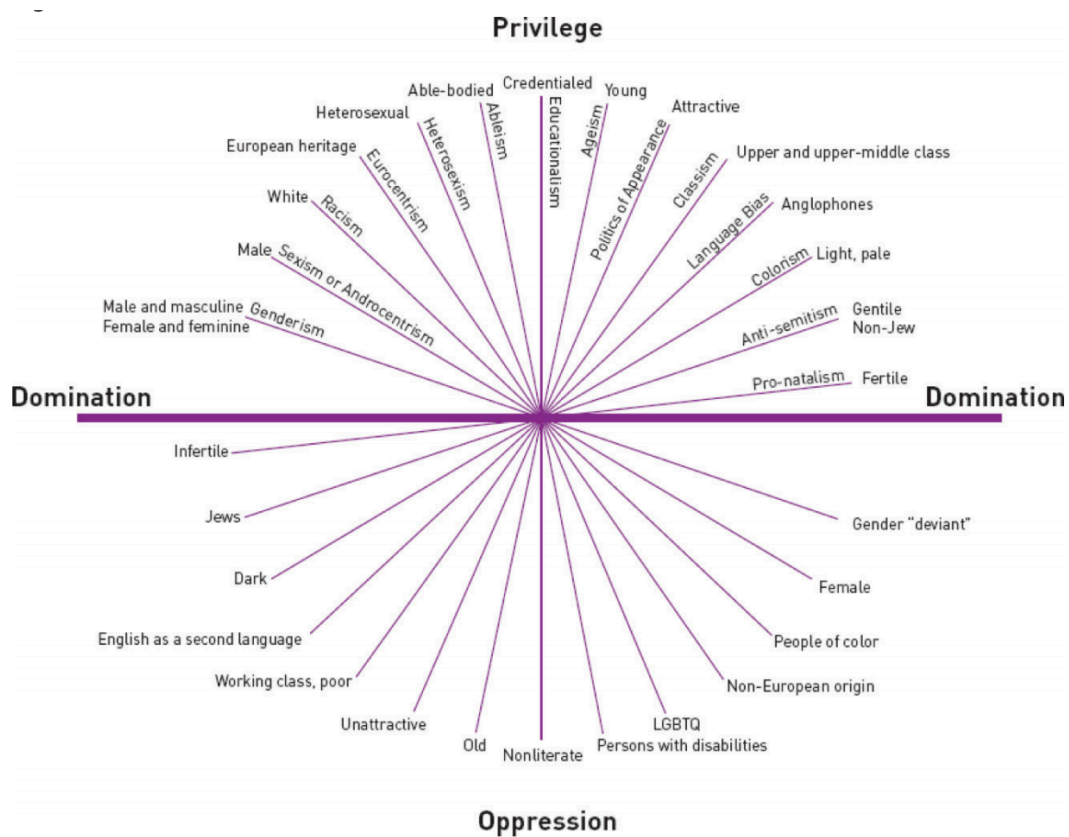 Privilege
Credentialed
Able-bodied
Young
Heterosexual
Attractive
European heritage
Upper and upper-middle class
White
Anglophones
Male
Light, pale
Male and masculine
Female and feminine
Gentile
Non-Jew
Fertile
Genderism
Sexism or Androcentrism
Racism
Eurocentrism
Heterosexism
Ableism
Educationalism
Ageism
Politics of Appearance
Classism
Language Bias
Colorism
Anti-semitism
Pro-natalism
Domination
Domination
Infertile
Jews
Gender "deviant"
Dark
Female
English as a second language
People of color
Working class, poor
Non-European origin
Unattractive
LGBTQ
Old
Persons with disabilities
Nonliterate
Oppression